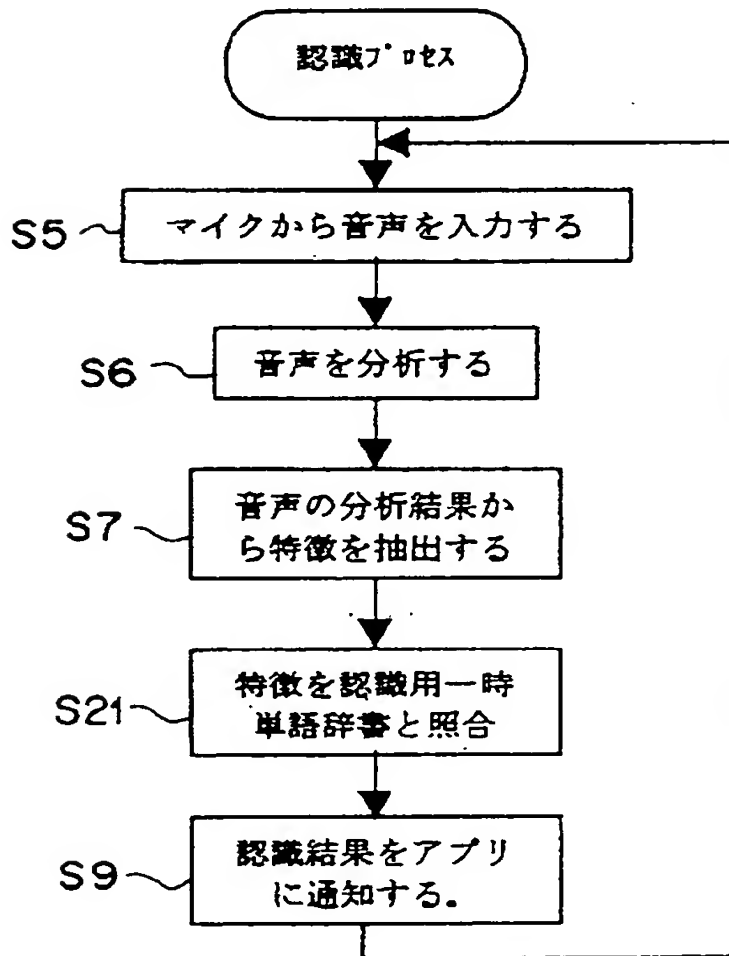 認識ﾌﾟﾛｾｽ
S5
マイクから音声を入力する
S6
音声を分析する
S7
音声の分析結果か
ら特徴を抽出する
S21
特徴を認識用一時
単語辞書と照合
S9
認識結果をアプリ
に通知する。